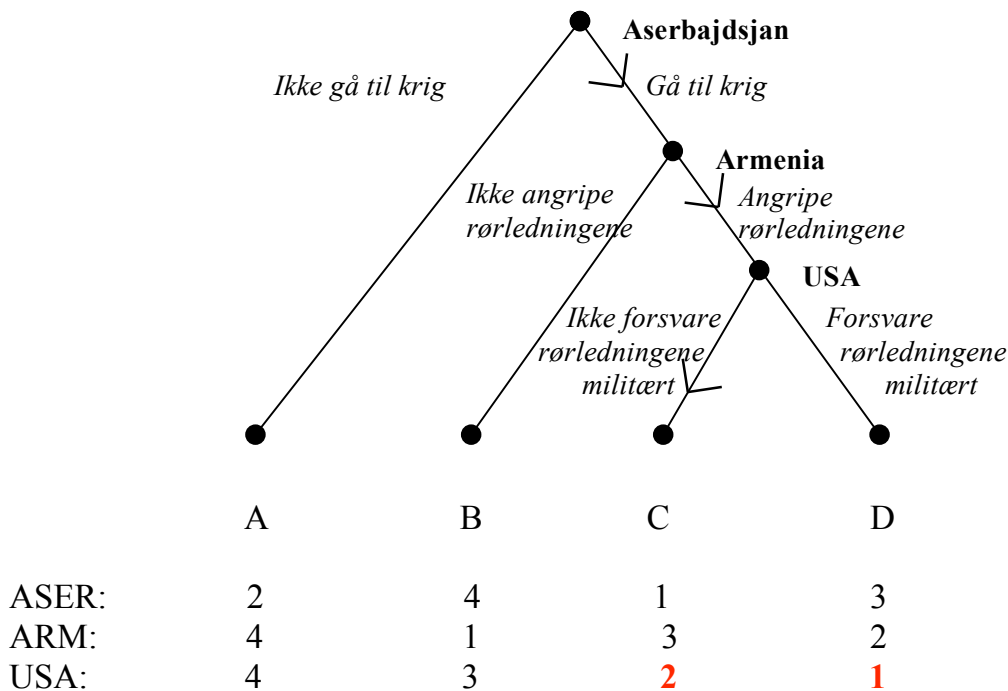 Aserbajdsjan
Ikke gå til krig
Gå til krig
Armenia
Ikke angripe
rørledningene
Angripe
rørledningene
USA
Ikke forsvare
rørledningene
militært
Forsvare
rørledningene
militært
A B C D
ASER: 2 4 1 3
ARM: 4 1 3 2
USA: 4 3 2 1